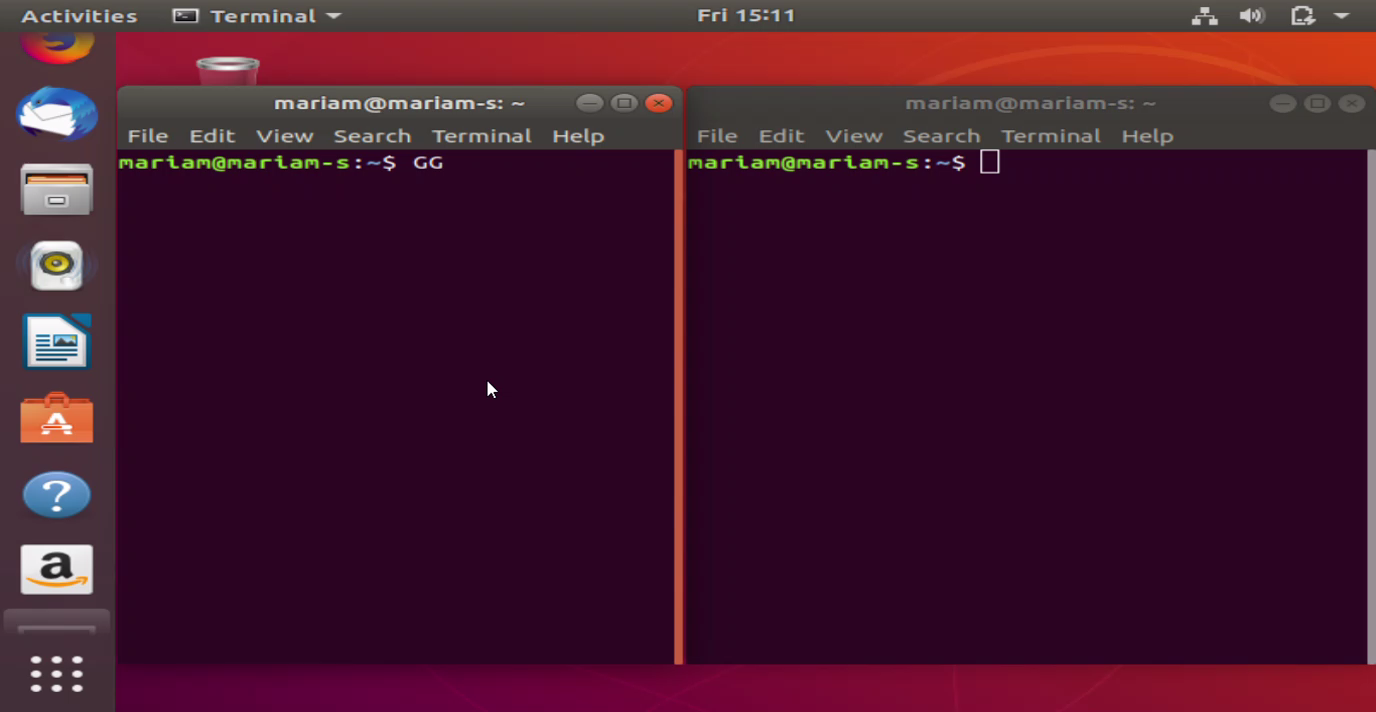 Activities Terminal Fri 15:11
mariam@mariam-s: ~
File Edit View Search Terminal Help
mariam@mariam-s:~$ GG
mariam@mariam-s: ~
File Edit View Search Terminal Help
mariam@mariam-s:~$
A
?
a